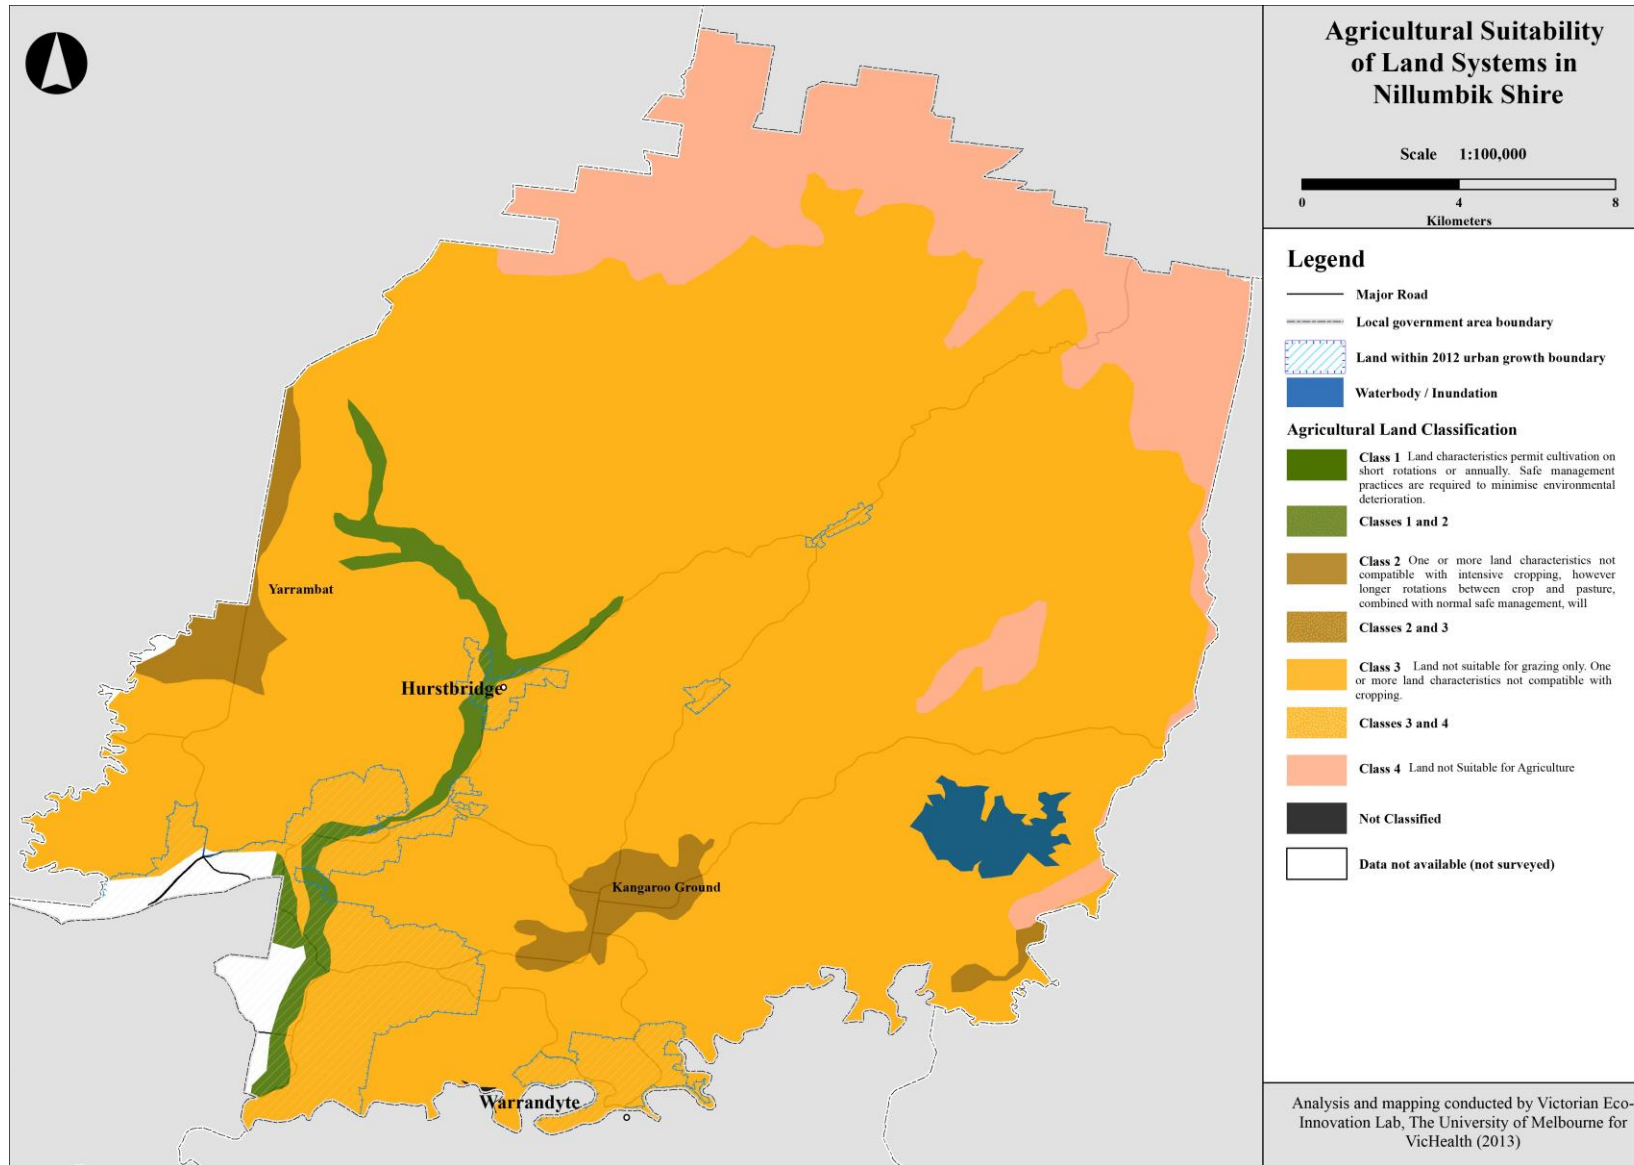 Agricultural Suitability
of Land Systems in
Nillumbik Shire
Scale 1:100,000
0 4 8
Kilometers
Legend
Major Road
Local government area boundary
Land within 2012 urban growth boundary
Waterbody / Inundation
Agricultural Land Classification
Class 1 Land characteristics permit cultivation on
short rotations or annually. Safe management
practices are required to minimise environmental
deterioration.
Classes 1 and 2
Class 2 One or more land characteristics not
compatible with intensive cropping, however
longer rotations between crop and pasture,
combined with normal safe management, will
Classes 2 and 3
Class 3 Land not suitable for grazing only. One
or more land characteristics not compatible with
cropping.
Classes 3 and 4
Class 4 Land not Suitable for Agriculture
Not Classified
Data not available (not surveyed)
Analysis and mapping conducted by Victorian Eco-
Innovation Lab, The University of Melbourne for
VicHealth (2013)
Yarrambat
Hurstbridge
Kangaroo Ground
Warrandyte